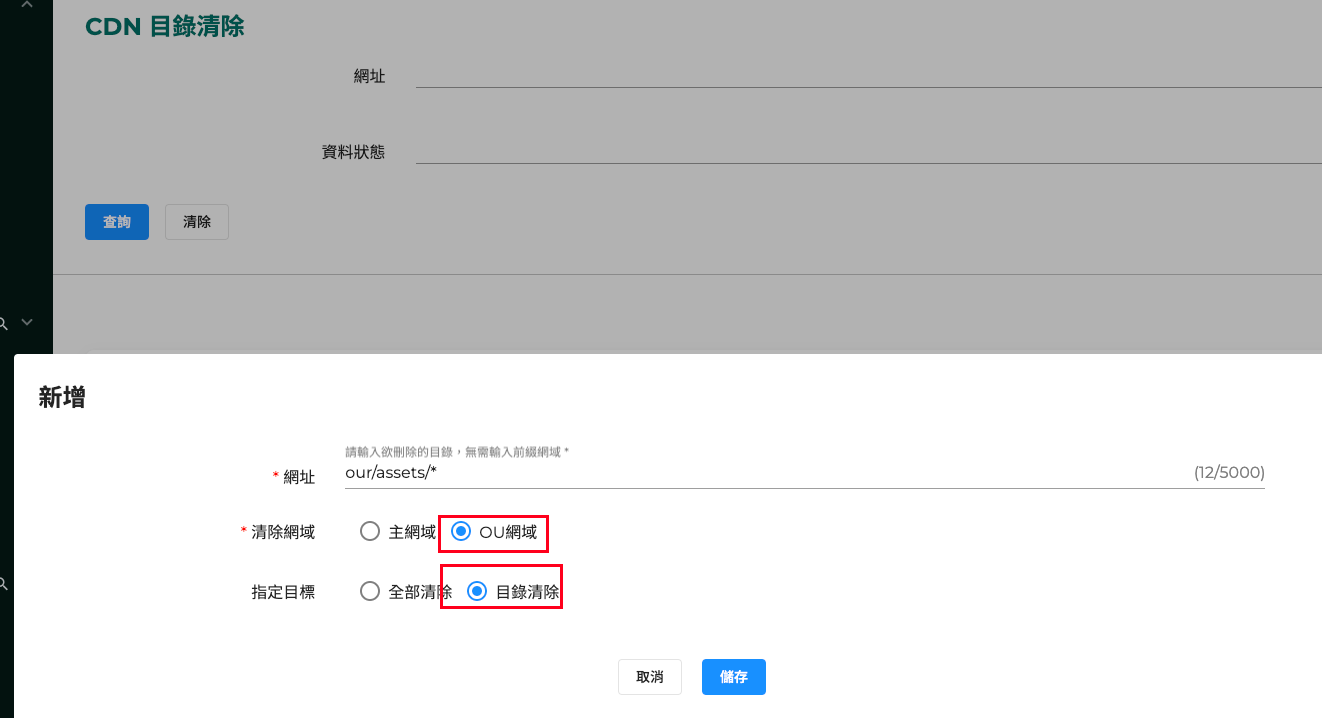 CDN 目錄清除
網址
資料狀態
查詢 清除
新增
請輸入欲刪除的目錄，無需輸入前綴網域 *
* 網址 our/assets/* (12/5000)
* 清除網域 主網域 OU網域
指定目標 全部清除 目錄清除
取消 儲存